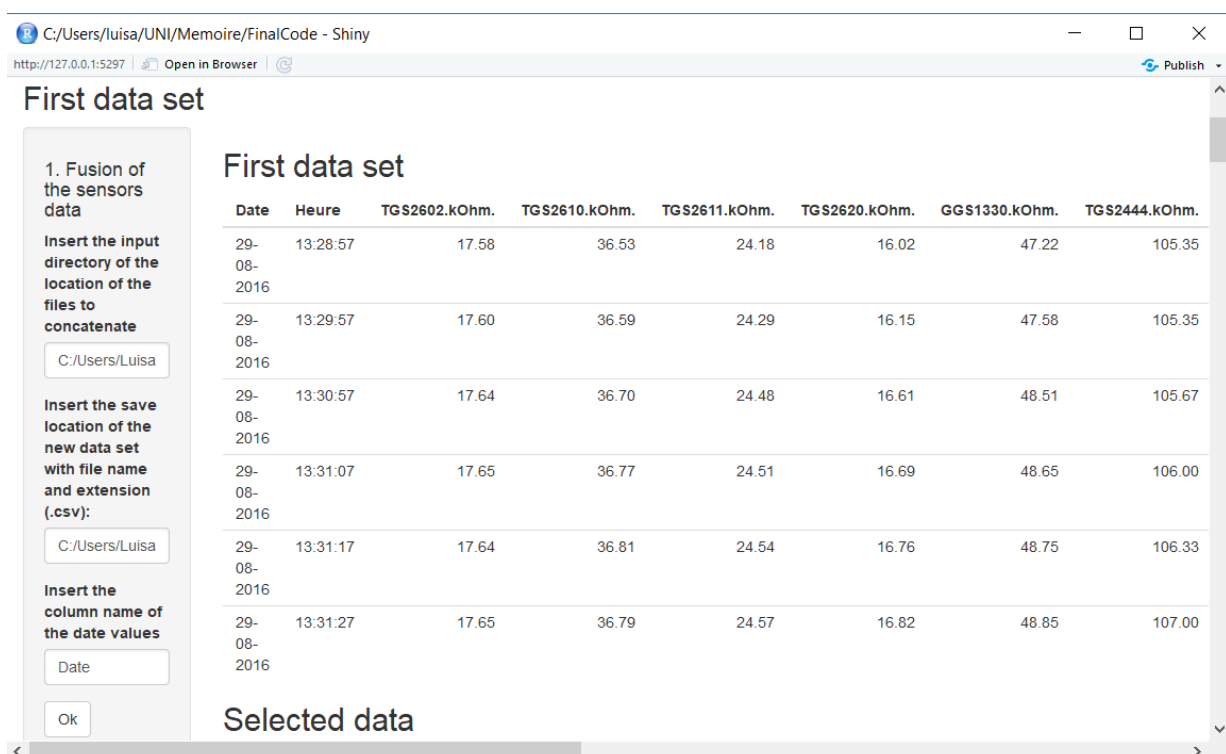 C:/Users/luisa/UNI/Memoire/FinalCode - Shiny
http://127.0.0.1:5297 Open in Browser Publish
First data set
1. Fusion of
the sensors
data
Insert the input
directory of the
location of the
files to
concatenate
C:/Users/Luisa
Insert the save
location of the
new data set
with file name
and extension
(.csv):
C:/Users/Luisa
Insert the
column name of
the date values
Date
Ok
First data set
Date Heure TGS2602.kOhm. TGS2610.kOhm. TGS2611.kOhm. TGS2620.kOhm. GGS1330.kOhm. TGS2444.kOhm.
29- 13:28:57 17.58 36.53 24.18 16.02 47.22 105.35
08-
2016
29- 13:29:57 17.60 36.59 24.29 16.15 47.58 105.35
08-
2016
29- 13:30:57 17.64 36.70 24.48 16.61 48.51 105.67
08-
2016
29- 13:31:07 17.65 36.77 24.51 16.69 48.65 106.00
08-
2016
29- 13:31:17 17.64 36.81 24.54 16.76 48.75 106.33
08-
2016
29- 13:31:27 17.65 36.79 24.57 16.82 48.85 107.00
08-
2016
Selected data